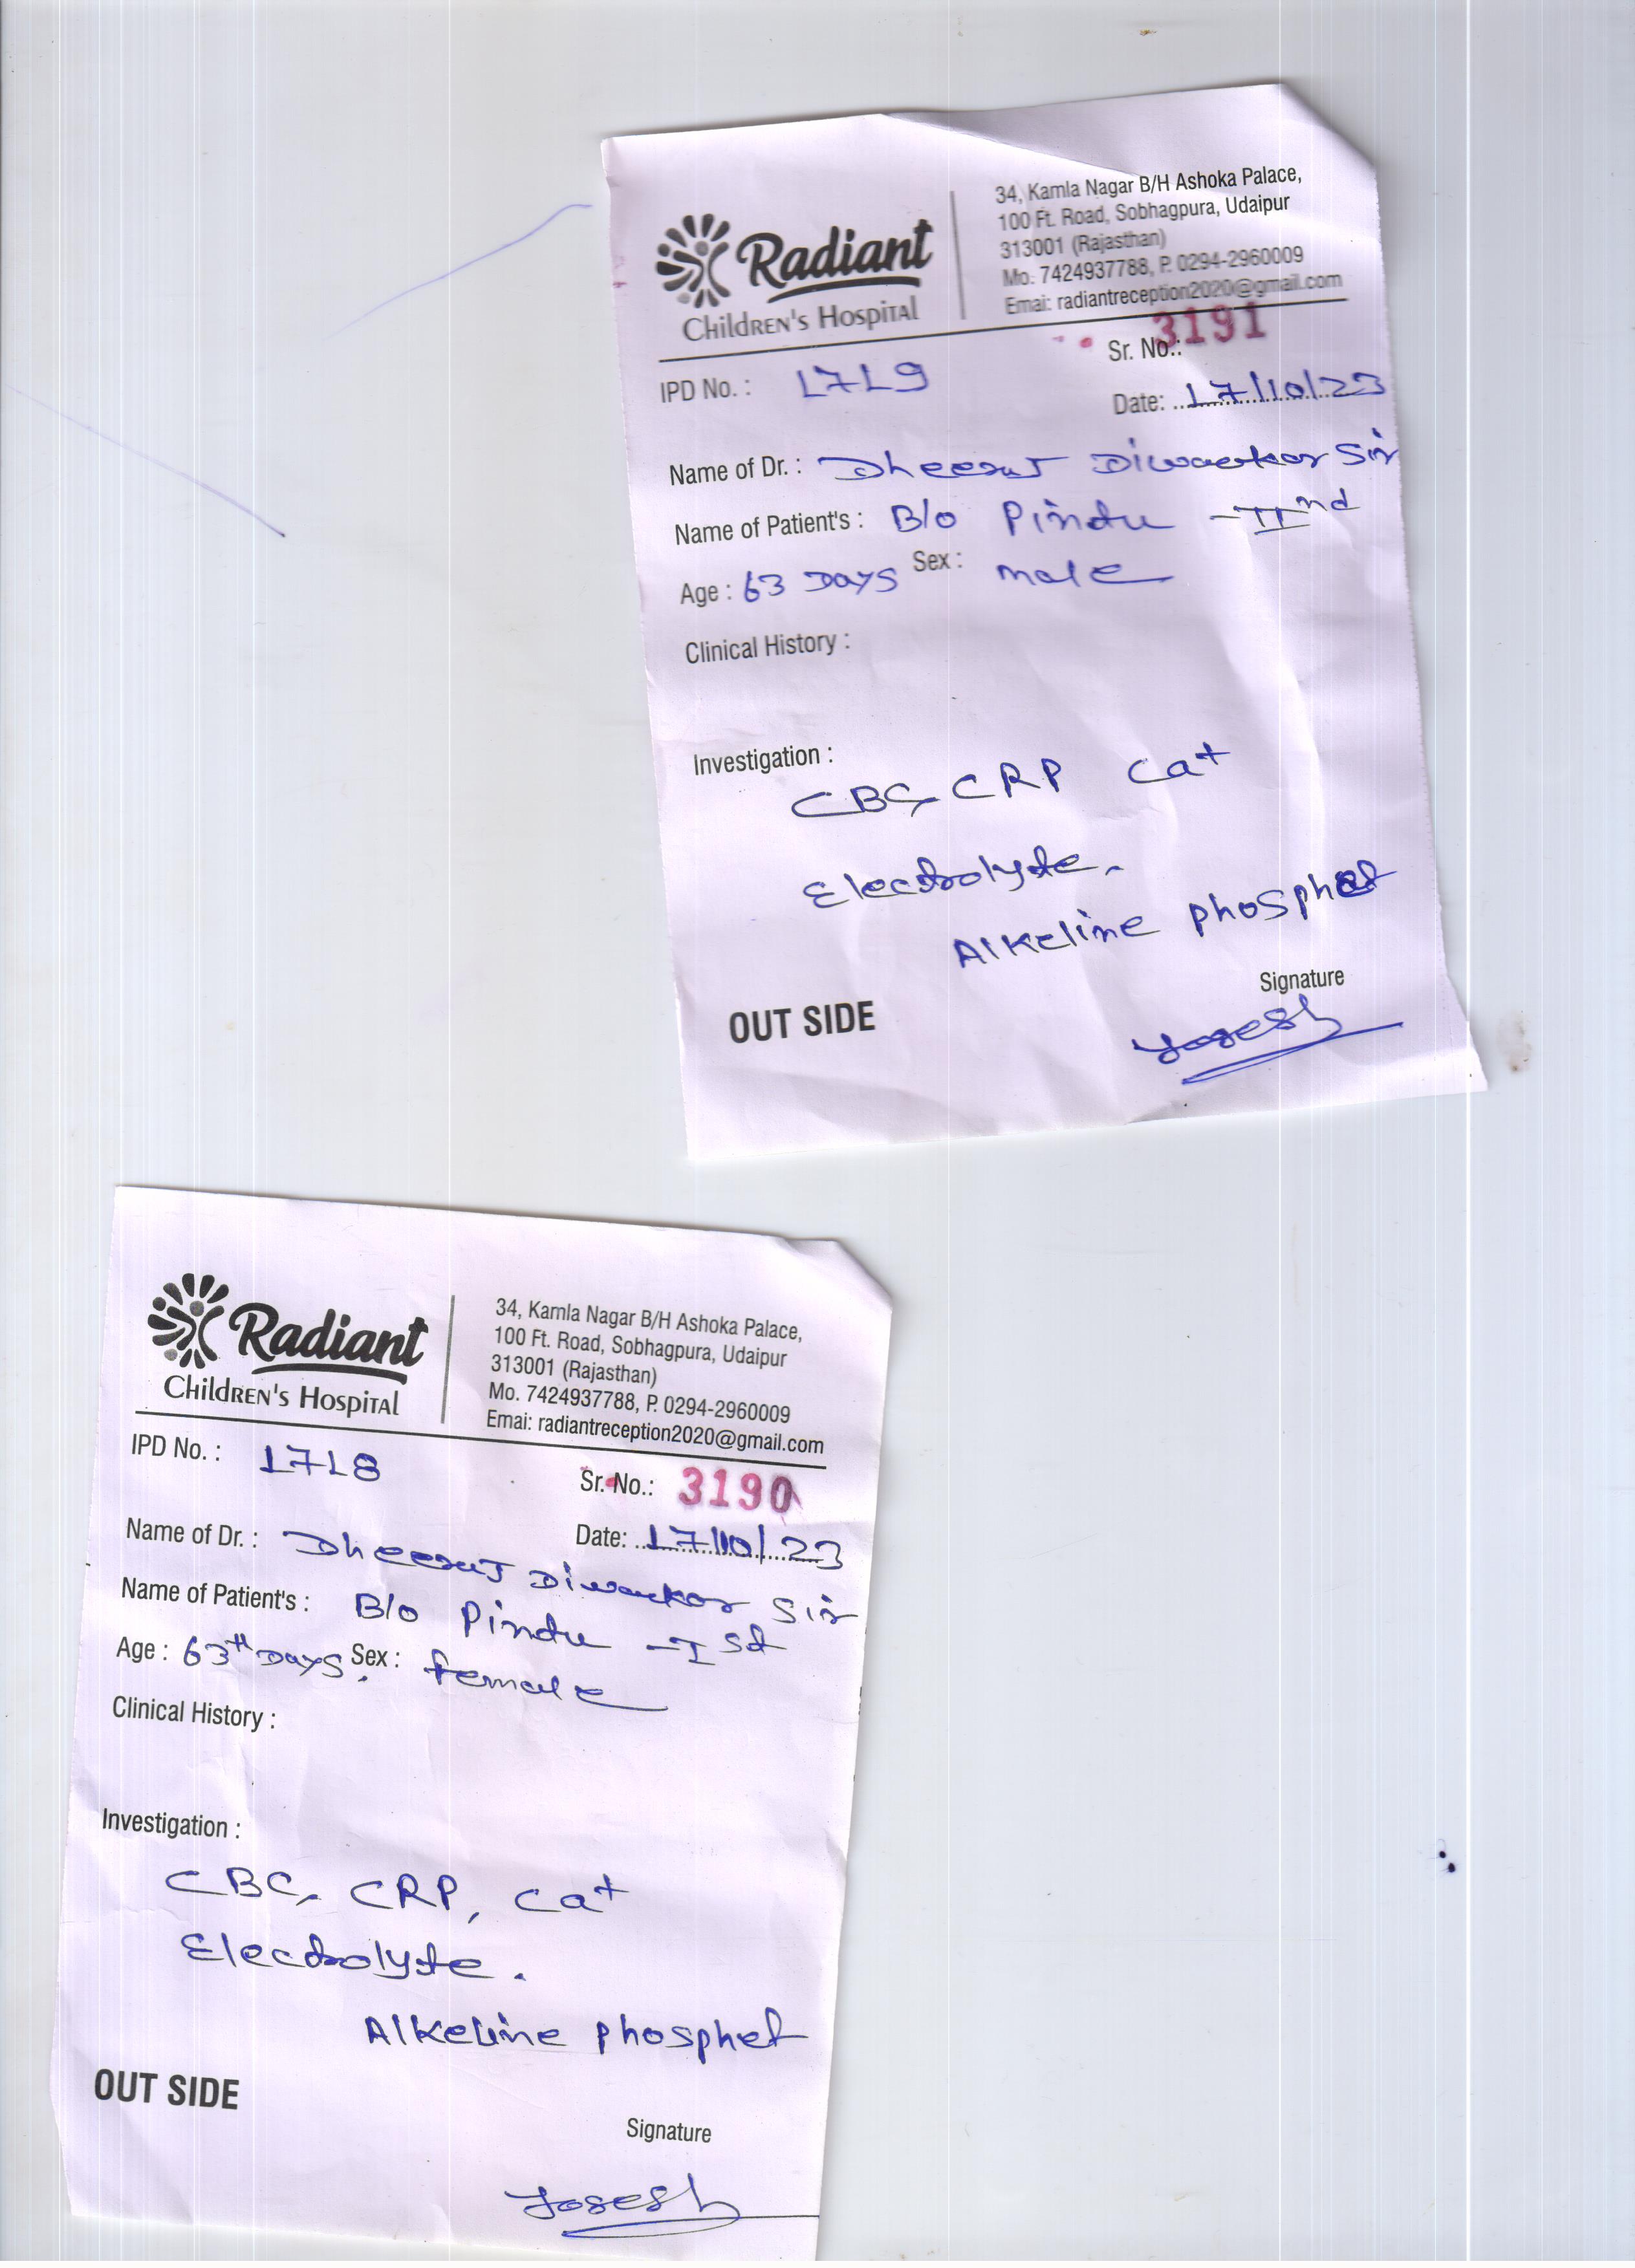 Radiant
Children's Hospital
34, Kamla Nagar B/H Ashoka Palace,
100 Ft. Road, Sobhagpura, Udaipur
313001 (Rajasthan)
Mo. 7424937788, P. 0294-2960009
Emai: radiantreception2020@gmail.com
Sr. No.: 3191
IPD No. : 1719
Date: 17/10/23
Name of Dr. : Dheeraj Diwarkar Sir
Name of Patient's : B/o Pindu - IInd
Age : 63 Days Sex : male
Clinical History :
Investigation :
CBC, CRP Ca+
Electrolyte.
Alkeline phosphet
Signature
OUT SIDE
Radiant
Children's Hospital
34, Kamla Nagar B/H Ashoka Palace,
100 Ft. Road, Sobhagpura, Udaipur
313001 (Rajasthan)
Mo. 7424937788, P. 0294-2960009
Emai: radiantreception2020@gmail.com
IPD No. : 1718
Sr. No.: 3190
Date: 17/10/23
Name of Dr. : Dheeraj Diwarkar Sir
Name of Patient's : B/o Pindu - Ist
Age : 63th Days. Sex : female
Clinical History :
Investigation :
CBC, CRP, Ca+
Electrolyte.
Alkeline phosphet
OUT SIDE
Signature